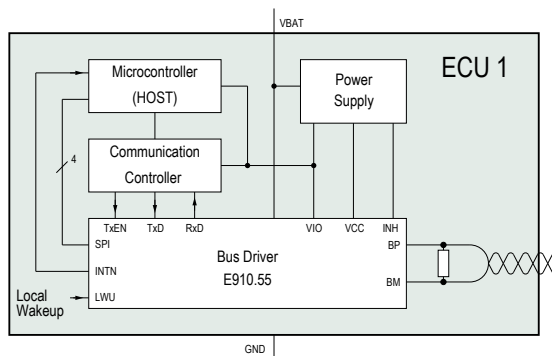 VBAT
ECU 1
Microcontroller
(HOST)
Power
Supply
Communication
Controller
4
TxEN TxD RxD VIO VCC INH
SPI
Bus Driver
E910.55
BP
INTN
BM
LWU
Local
Wakeup
GND